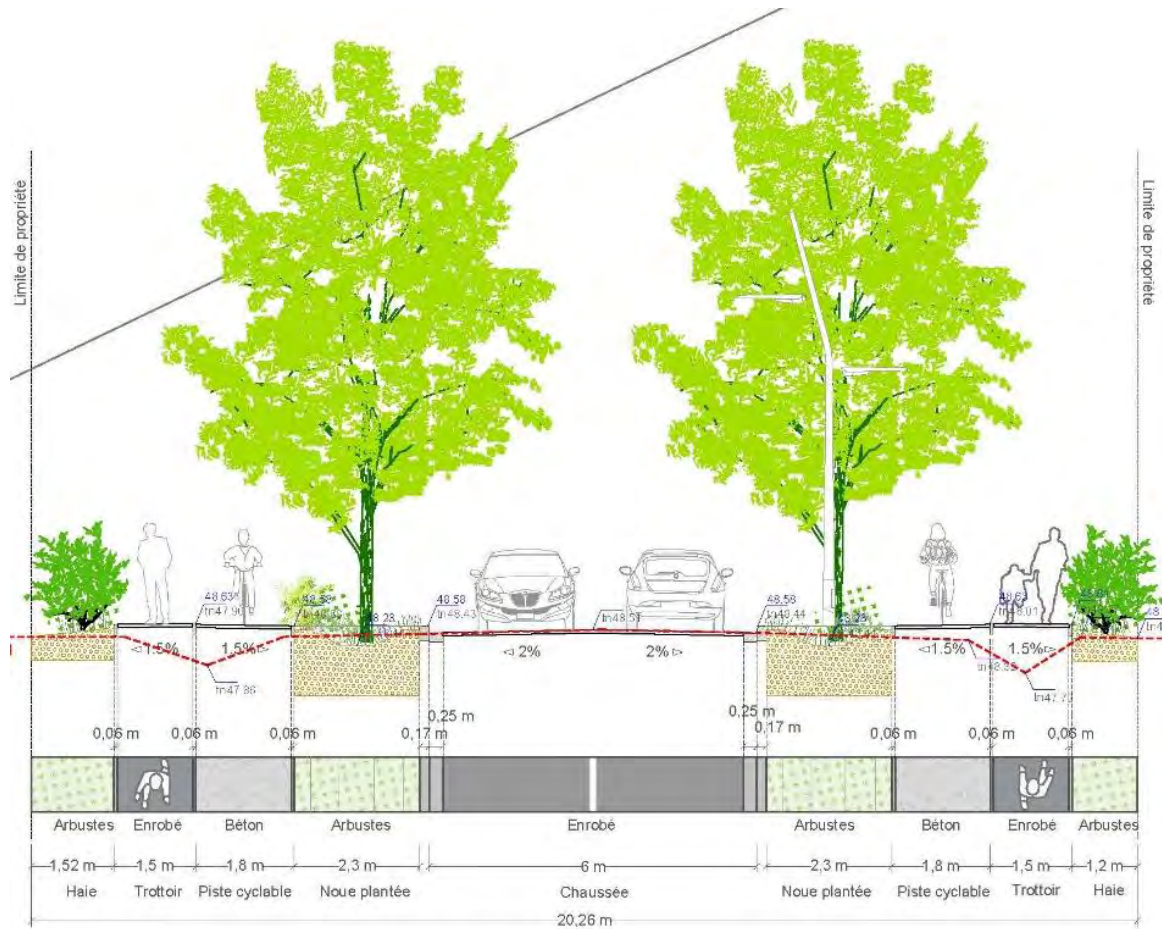 Limite de propriété
Limite de propriété
48.63
48.58
48.58
48.58
tn48.43
tn48.51
tn48.44
48.23
tn47.86
1.5%
1.5%
2%
2%
1.5%
1.5%
0,25 m
0,25 m
0,06 m
0,06 m
0,06 m
0,17 m
0,17 m
0,06 m
0,06 m
0,06 m
Arbustes
Enrobé
Béton
Arbustes
Enrobé
Arbustes
Béton
Enrobé
Arbustes
1,52 m
1,5 m
1,8 m
2,3 m
6 m
2,3 m
1,8 m
1,5 m
1,2 m
Haie
Trottoir
Piste cyclable
Noue plantée
Chaussée
Noue plantée
Piste cyclable
Trottoir
Haie
20,26 m